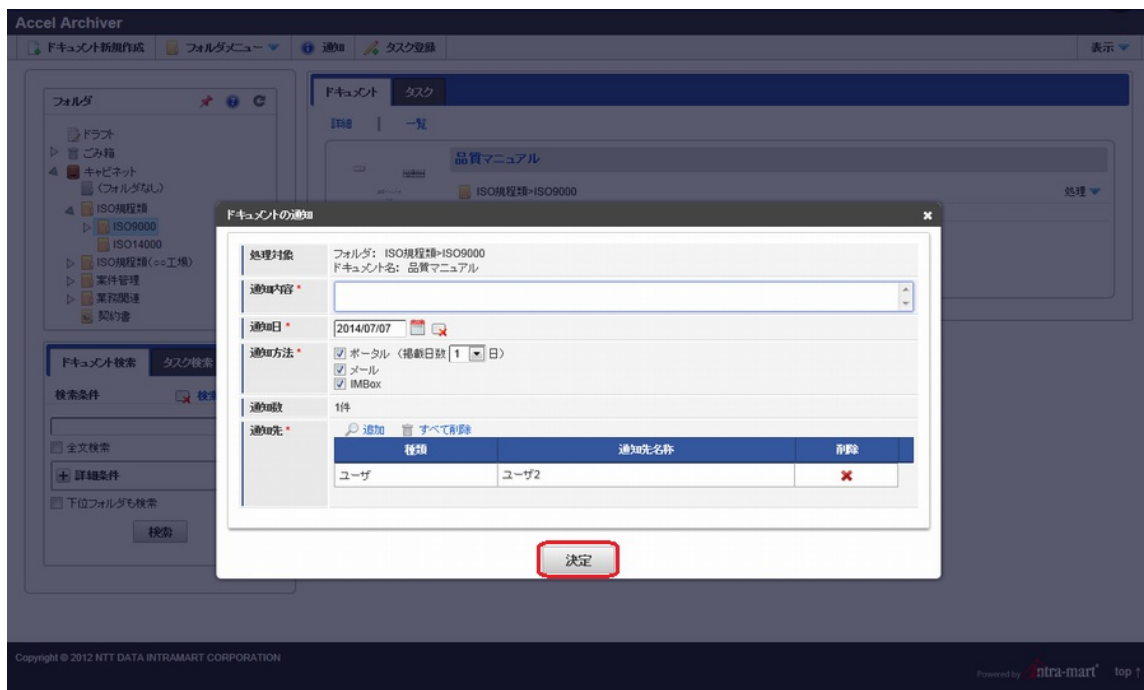 Accel Archiver
ドキュメント新規作成 フォルダメニュー 通知 タスク登録 表示
フォルダ
ドラフト
ごみ箱
キャビネット
(フォルダなし)
ISO規程類
ISO9000
ISO14000
ISO規程類(○○工場)
案件管理
業務関連
契約書
ドキュメント タスク
詳細 | 一覧
品質マニュアル
ISO規程類>ISO9000 処理
ドキュメントの通知
処理対象 フォルダ: ISO規程類>ISO9000
ドキュメント名: 品質マニュアル
通知内容 *
通知日 * 2014/07/07
通知方法 * ポータル (掲載日数 1 日)
メール
IMBox
通知数 1件
通知先 * 追加 すべて削除
種類 通知先名称 削除
ユーザ ユーザ2
決定
ドキュメント検索 タスク検索
検索条件
全文検索
詳細条件
下位フォルダも検索
検索
Copyright © 2012 NTT DATA INTRAMART CORPORATION
Powered by intra-mart top ↑